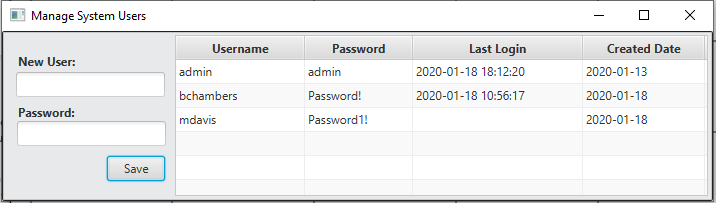 Manage System Users
New User:
Password:
Save
Username Password Last Login Created Date
admin admin 2020-01-18 18:12:20 2020-01-13
bchambers Password! 2020-01-18 10:56:17 2020-01-18
mdavis Password1! 2020-01-18